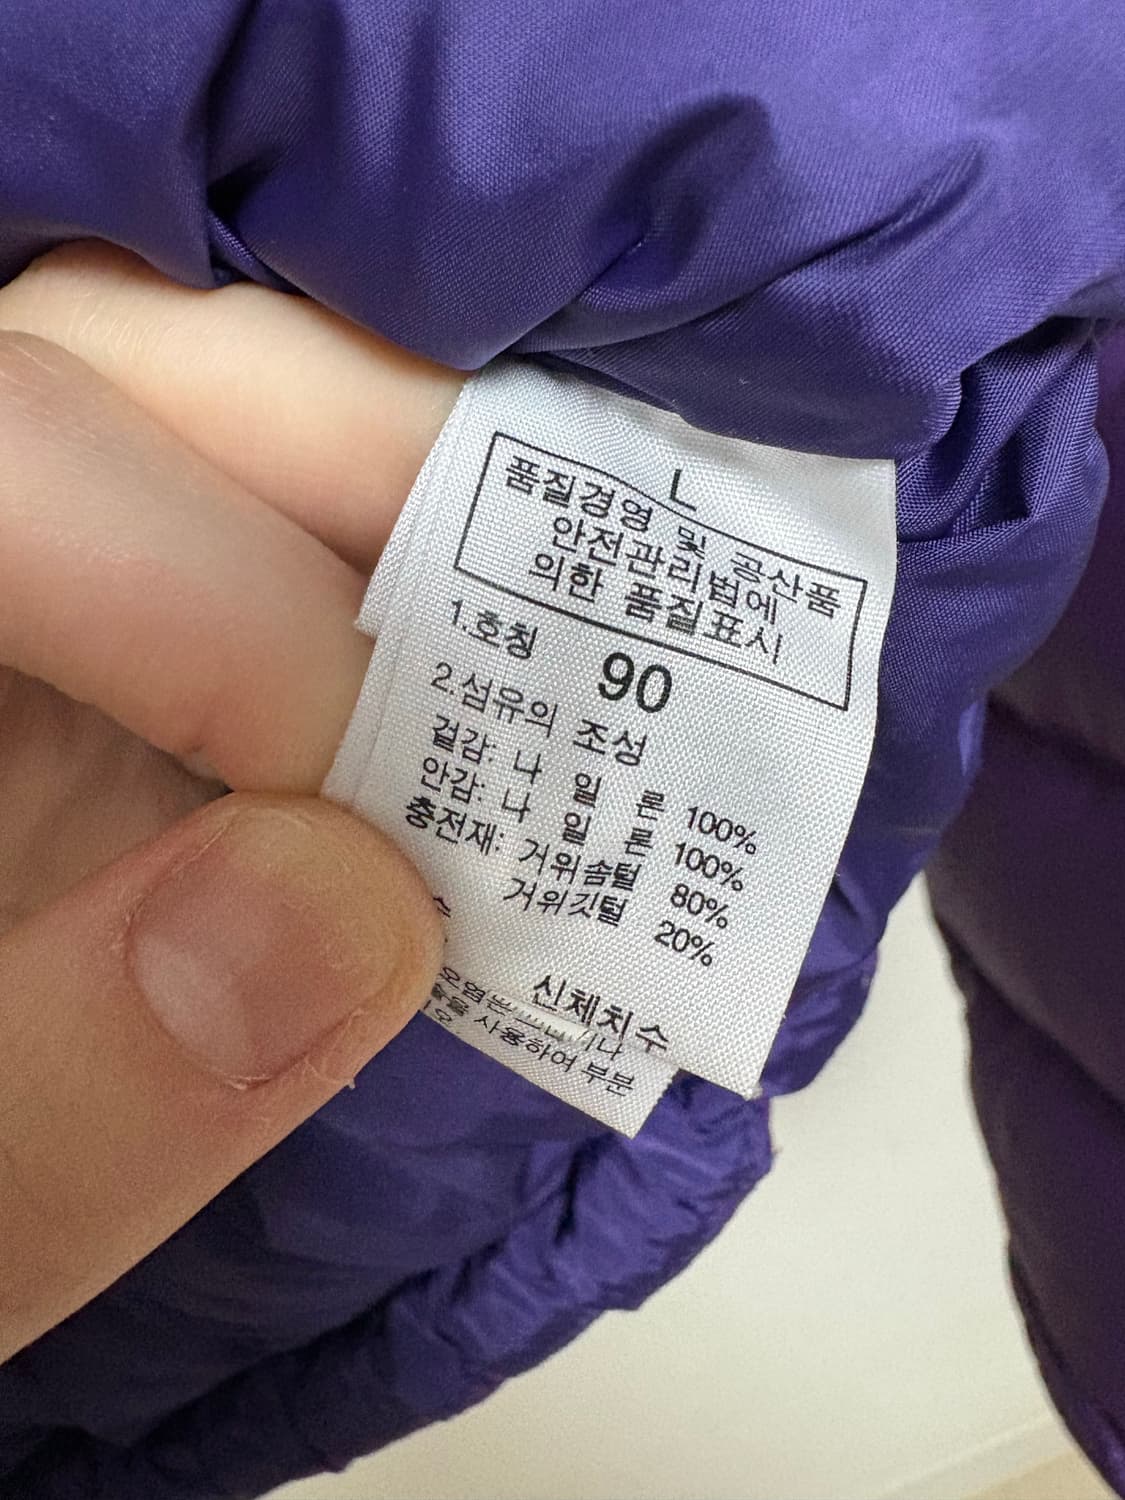 L
품질경영 및 공산품
안전관리법에
의한 품질표시
1.호칭 90
2.섬유의 조성
겉감: 나 일 론 100%
안감: 나 일 론 100%
충전재: 거위솜털 80%
거위깃털 20%
신체치수
수
사용하여 부분